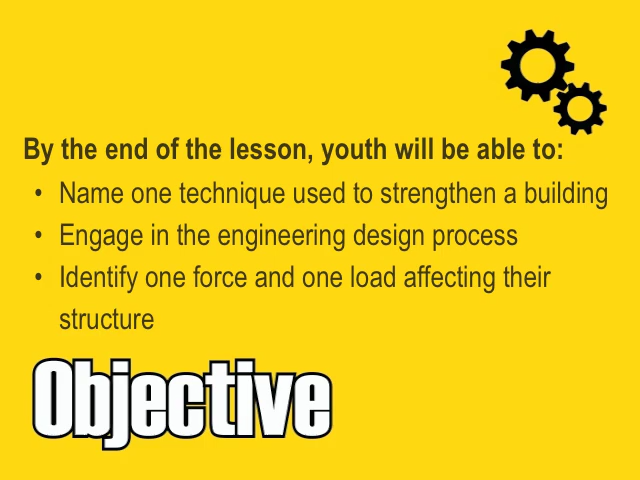 By the end of the lesson, youth will be able to:
• Name one technique used to strengthen a building
• Engage in the engineering design process
• Identify one force and one load affecting their
structure
Objective